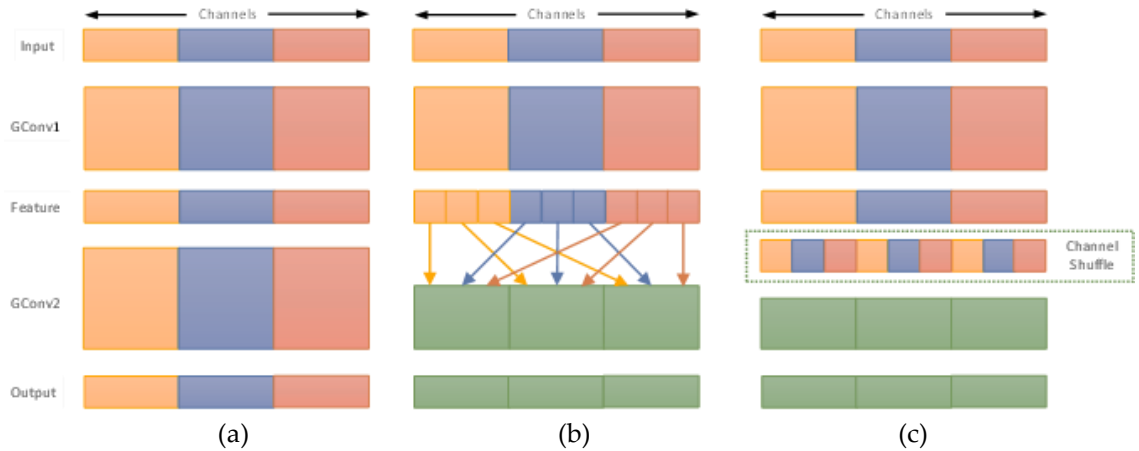 Channels Channels Channels
Input
GConv1
Feature
Channel
Shuffle
GConv2
Output
(a) (b) (c)